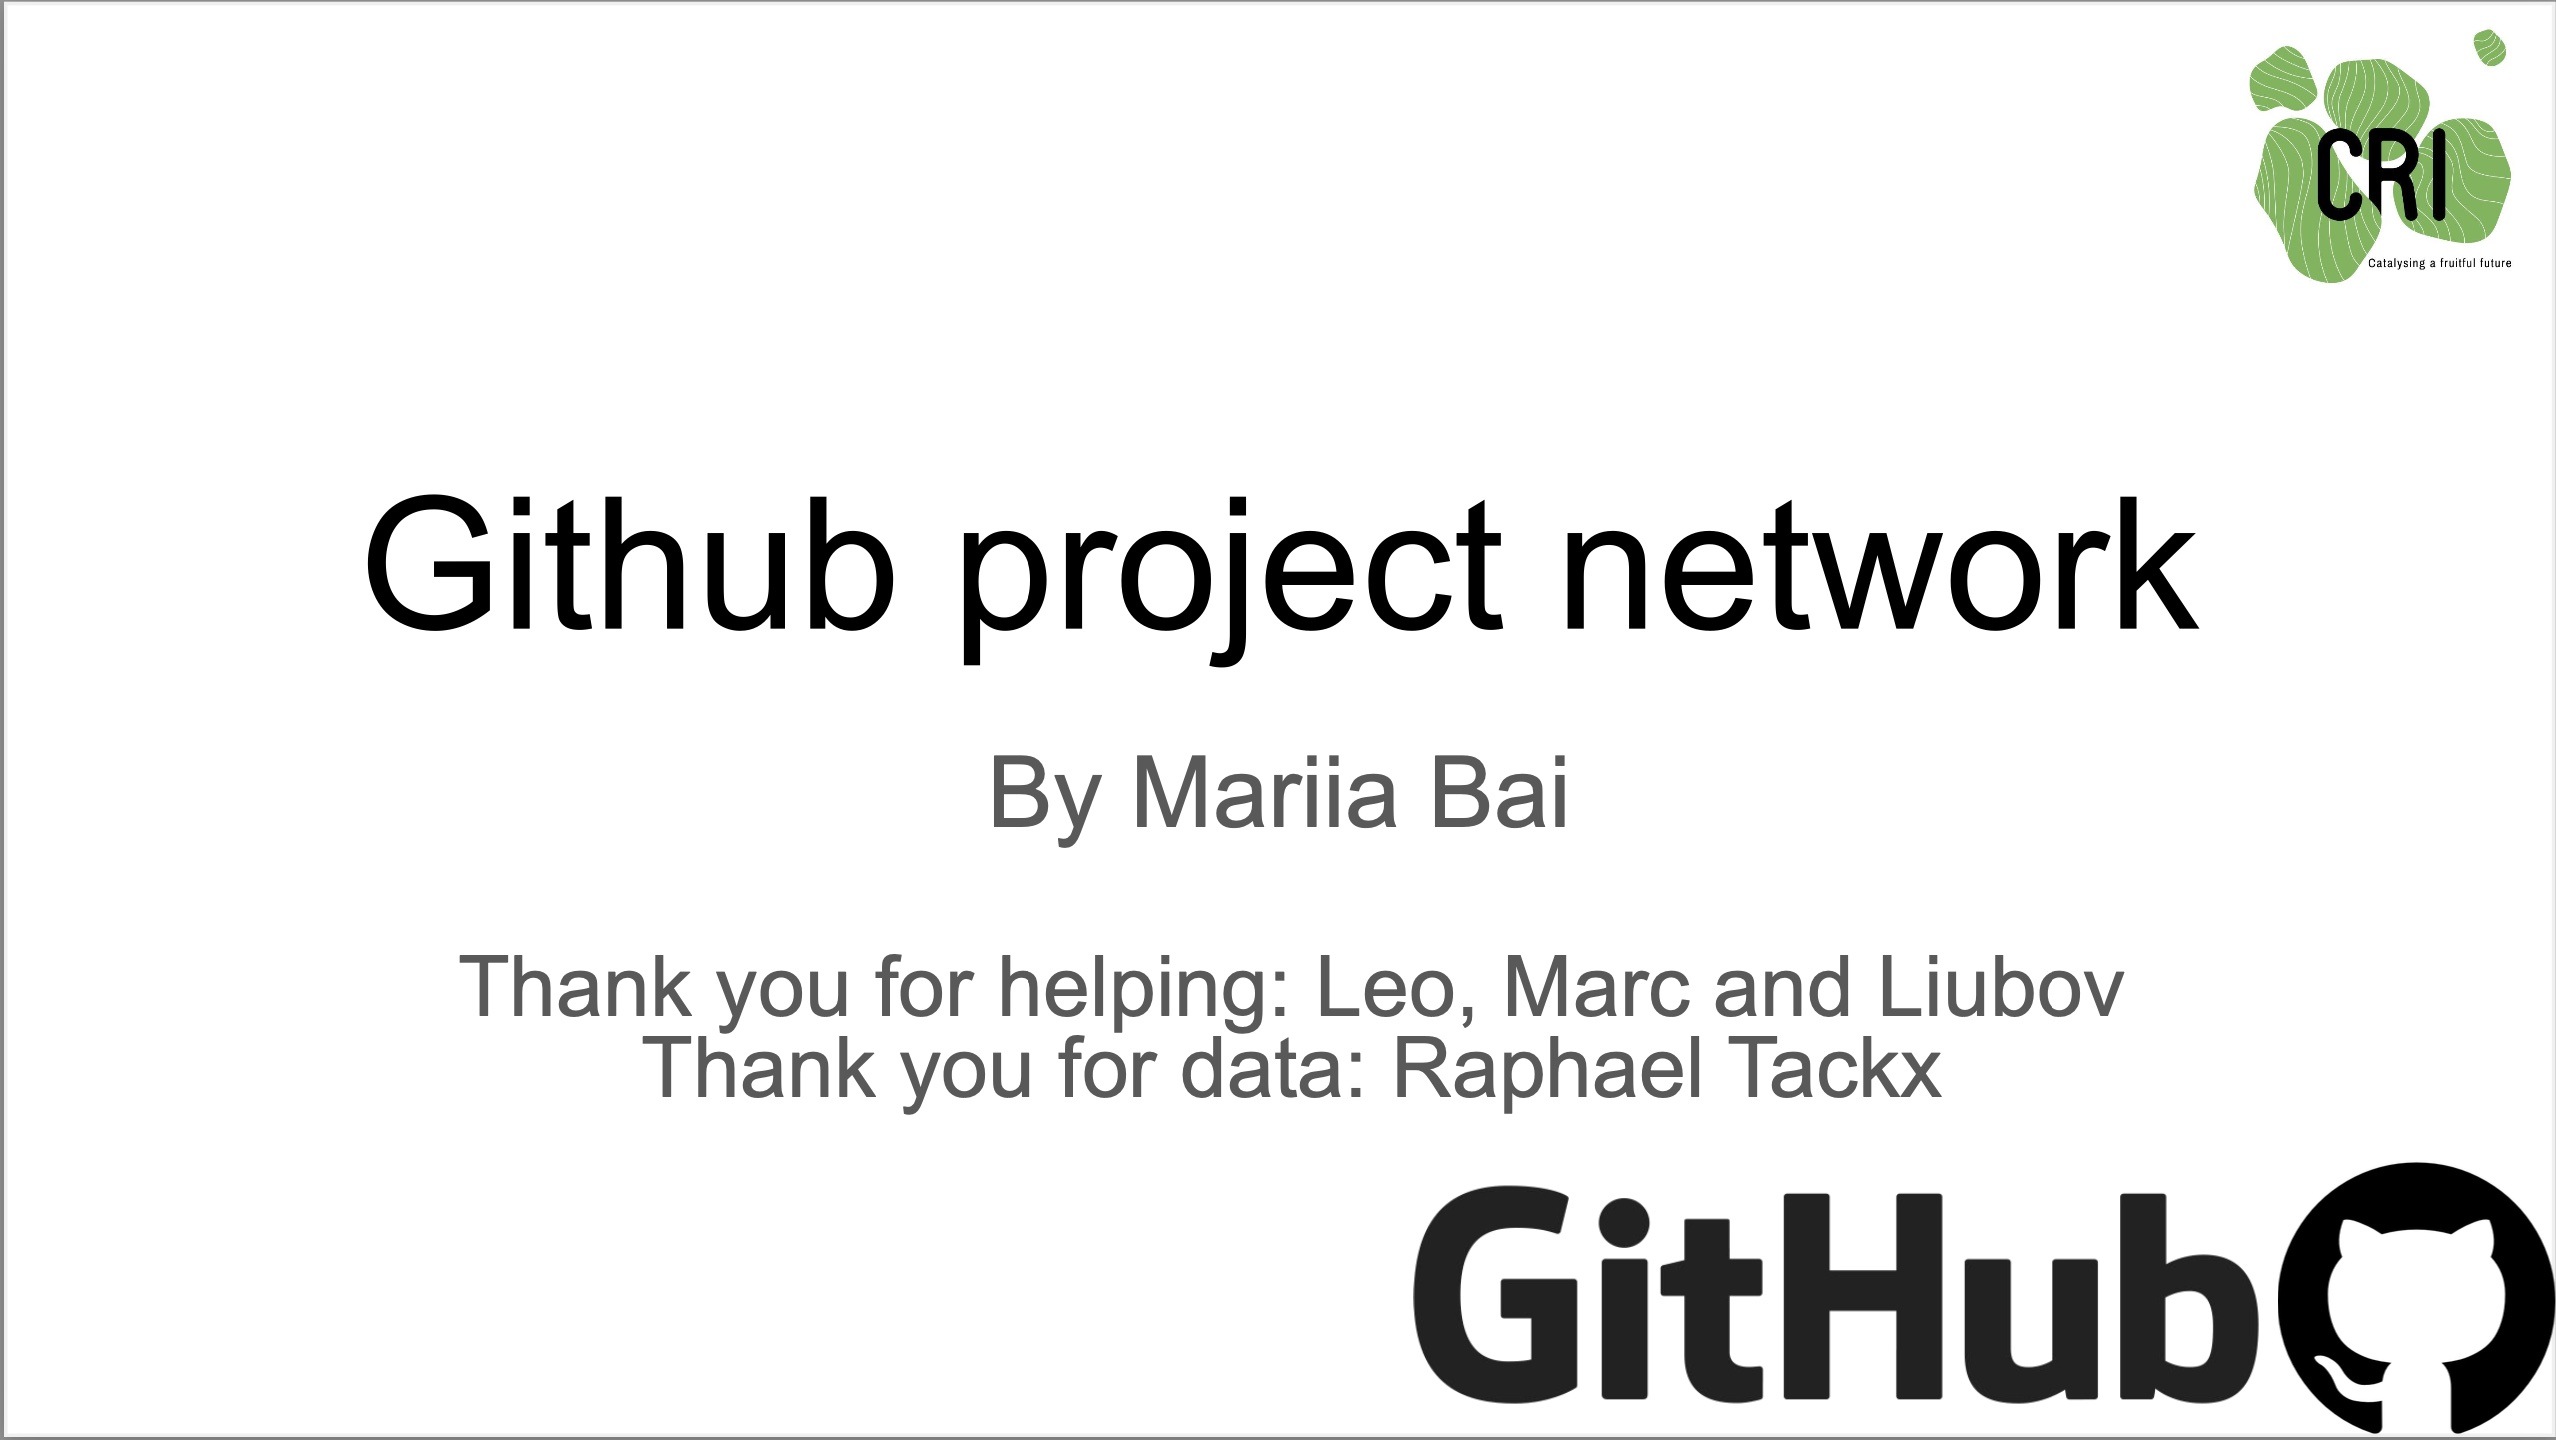 CRI
Catalysing a fruitful future
Github project network
By Mariia Bai
Thank you for helping: Leo, Marc and Liubov
Thank you for data: Raphael Tackx
GitHub